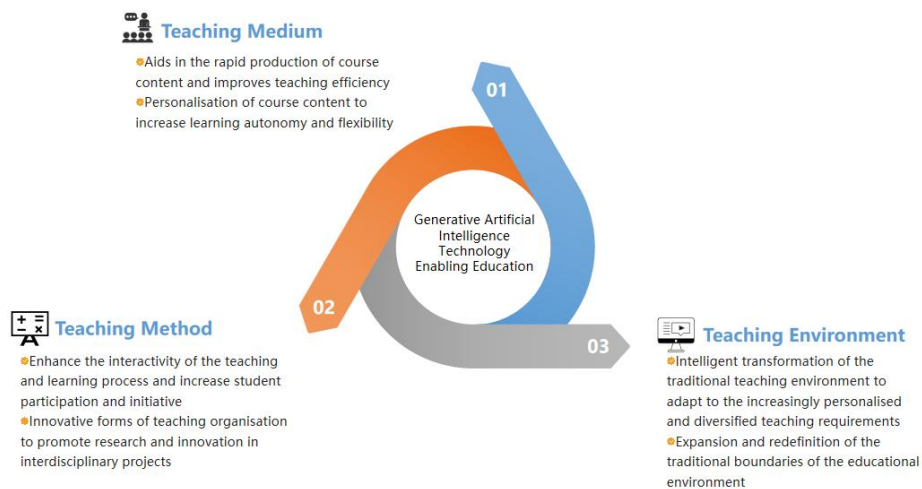 Teaching Medium
Aids in the rapid production of course
content and improves teaching efficiency
Personalisation of course content to
increase learning autonomy and flexibility
01
Generative Artificial
Intelligence
Technology
Enabling Education
02
Teaching Method
Enhance the interactivity of the teaching
and learning process and increase student
participation and initiative
Innovative forms of teaching organisation
to promote research and innovation in
interdisciplinary projects
03
Teaching Environment
Intelligent transformation of the
traditional teaching environment to
adapt to the increasingly personalised
and diversified teaching requirements
Expansion and redefinition of the
traditional boundaries of the educational
environment